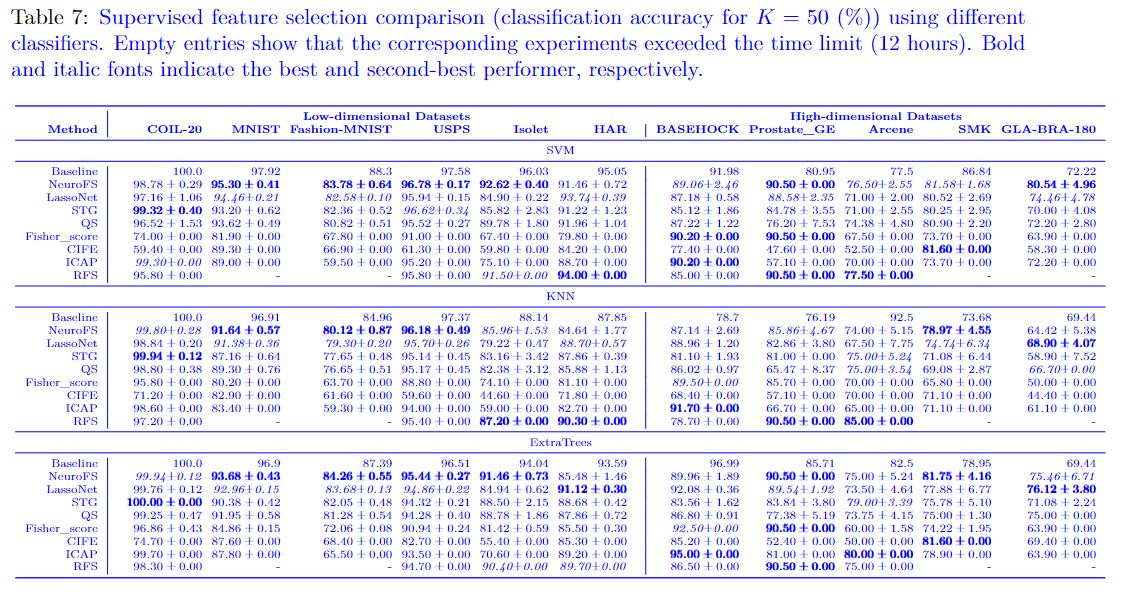 Table 7: Supervised feature selection comparison (classification accuracy for K = 50 (%)) using different
classifiers. Empty entries show that the corresponding experiments exceeded the time limit (12 hours). Bold
and italic fonts indicate the best and second-best performer, respectively.
Low-dimensional Datasets High-dimensional Datasets
Method COIL-20 MNIST Fashion-MNIST USPS Isolet HAR BASEHOCK Prostate_GE Arcene SMK GLA-BRA-180
SVM
Baseline 100.0 97.92 88.3 97.58 96.03 95.05 91.98 80.95 77.5 86.84 72.22
NeuroFS 98.78 ± 0.29 95.30 ± 0.41 83.78 ± 0.64 96.78 ± 0.17 92.62 ± 0.40 91.46 ± 0.72 89.06±2.46 90.50 ± 0.00 76.50±2.55 81.58±1.68 80.54 ± 4.96
LassoNet 97.16 ± 1.06 94.46±0.21 82.58±0.10 95.94 ± 0.15 84.90 ± 0.22 93.74±0.39 87.18 ± 0.58 88.58±2.35 71.00 ± 2.00 80.52 ± 2.69 74.46±4.78
STG 99.32 ± 0.40 93.20 ± 0.62 82.36 ± 0.52 96.62±0.34 85.82 ± 2.83 91.22 ± 1.23 85.12 ± 1.86 84.78 ± 3.55 71.00 ± 2.55 80.25 ± 2.95 70.00 ± 4.08
QS 96.52 ± 1.53 93.62 ± 0.49 80.82 ± 0.51 95.52 ± 0.27 89.78 ± 1.80 91.96 ± 1.04 87.22 ± 1.22 76.20 ± 7.53 74.38 ± 4.80 80.90 ± 2.20 72.20 ± 2.80
Fisher_score 74.00 ± 0.00 81.90 ± 0.00 67.80 ± 0.00 91.00 ± 0.00 67.40 ± 0.00 79.80 ± 0.00 90.20 ± 0.00 90.50 ± 0.00 67.50 ± 0.00 73.70 ± 0.00 63.90 ± 0.00
CIFE 59.40 ± 0.00 89.30 ± 0.00 66.90 ± 0.00 61.30 ± 0.00 59.80 ± 0.00 84.20 ± 0.00 77.40 ± 0.00 47.60 ± 0.00 52.50 ± 0.00 81.60 ± 0.00 58.30 ± 0.00
ICAP 99.30±0.00 89.00 ± 0.00 59.50 ± 0.00 95.20 ± 0.00 75.10 ± 0.00 88.70 ± 0.00 90.20 ± 0.00 57.10 ± 0.00 70.00 ± 0.00 73.70 ± 0.00 72.20 ± 0.00
RFS 95.80 ± 0.00 - - 95.80 ± 0.00 91.50±0.00 94.00 ± 0.00 85.00 ± 0.00 90.50 ± 0.00 77.50 ± 0.00 - -
KNN
Baseline 100.0 96.91 84.96 97.37 88.14 87.85 78.7 76.19 92.5 73.68 69.44
NeuroFS 99.80±0.28 91.64 ± 0.57 80.12 ± 0.87 96.18 ± 0.49 85.96±1.53 84.64 ± 1.77 87.14 ± 2.69 85.86±4.67 74.00 ± 5.15 78.97 ± 4.55 64.42 ± 5.38
LassoNet 98.84 ± 0.20 91.38±0.36 79.30±0.20 95.70±0.26 79.22 ± 0.47 88.70±0.57 88.96 ± 1.20 82.86 ± 3.80 67.50 ± 7.75 74.74±6.34 68.90 ± 4.07
STG 99.94 ± 0.12 87.16 ± 0.64 77.65 ± 0.48 95.14 ± 0.45 83.16 ± 3.42 87.86 ± 0.39 81.10 ± 1.93 81.00 ± 0.00 75.00±5.24 71.08 ± 6.44 58.90 ± 7.52
QS 98.80 ± 0.38 89.30 ± 0.76 76.65 ± 0.51 95.17 ± 0.45 82.38 ± 3.12 85.88 ± 1.13 86.02 ± 0.97 65.47 ± 8.37 75.00±3.54 69.08 ± 2.87 66.70±0.00
Fisher_score 95.80 ± 0.00 80.20 ± 0.00 63.70 ± 0.00 88.80 ± 0.00 74.10 ± 0.00 81.10 ± 0.00 89.50±0.00 85.70 ± 0.00 70.00 ± 0.00 65.80 ± 0.00 50.00 ± 0.00
CIFE 71.20 ± 0.00 82.90 ± 0.00 61.60 ± 0.00 59.60 ± 0.00 44.60 ± 0.00 71.80 ± 0.00 68.40 ± 0.00 57.10 ± 0.00 70.00 ± 0.00 71.10 ± 0.00 44.40 ± 0.00
ICAP 98.60 ± 0.00 83.40 ± 0.00 59.30 ± 0.00 94.00 ± 0.00 59.00 ± 0.00 82.70 ± 0.00 91.70 ± 0.00 66.70 ± 0.00 65.00 ± 0.00 71.10 ± 0.00 61.10 ± 0.00
RFS 97.20 ± 0.00 - - 95.40 ± 0.00 87.20 ± 0.00 90.30 ± 0.00 78.70 ± 0.00 90.50 ± 0.00 85.00 ± 0.00 - -
ExtraTrees
Baseline 100.0 96.9 87.39 96.51 94.04 93.59 96.99 85.71 82.5 78.95 69.44
NeuroFS 99.94±0.12 93.68 ± 0.43 84.26 ± 0.55 95.44 ± 0.27 91.46 ± 0.73 85.48 ± 1.46 89.96 ± 1.89 90.50 ± 0.00 75.00 ± 5.24 81.75 ± 4.16 75.46±6.71
LassoNet 99.76 ± 0.12 92.96±0.15 83.68±0.13 94.86±0.22 84.94 ± 0.62 91.12 ± 0.30 92.08 ± 0.36 89.54±1.92 73.50 ± 4.64 77.88 ± 6.77 76.12 ± 3.80
STG 100.00 ± 0.00 90.38 ± 0.42 82.05 ± 0.48 94.32 ± 0.21 88.50 ± 2.15 88.68 ± 0.42 83.56 ± 1.62 83.84 ± 3.80 79.00±3.39 75.78 ± 5.10 71.08 ± 2.24
QS 99.25 ± 0.47 91.95 ± 0.58 81.28 ± 0.54 94.28 ± 0.40 88.78 ± 1.86 87.86 ± 0.72 86.80 ± 0.91 77.38 ± 5.19 73.75 ± 4.15 75.00 ± 1.30 75.00 ± 0.00
Fisher_score 96.86 ± 0.43 84.86 ± 0.15 72.06 ± 0.08 90.94 ± 0.24 81.42 ± 0.59 85.50 ± 0.30 92.50±0.00 90.50 ± 0.00 60.00 ± 1.58 74.22 ± 1.95 63.90 ± 0.00
CIFE 74.70 ± 0.00 87.60 ± 0.00 68.40 ± 0.00 82.70 ± 0.00 55.40 ± 0.00 85.30 ± 0.00 85.20 ± 0.00 52.40 ± 0.00 50.00 ± 0.00 81.60 ± 0.00 69.40 ± 0.00
ICAP 99.70 ± 0.00 87.80 ± 0.00 65.50 ± 0.00 93.50 ± 0.00 70.60 ± 0.00 89.20 ± 0.00 95.00 ± 0.00 81.00 ± 0.00 80.00 ± 0.00 78.90 ± 0.00 63.90 ± 0.00
RFS 98.30 ± 0.00 - - 94.70 ± 0.00 90.40±0.00 89.70±0.00 86.50 ± 0.00 90.50 ± 0.00 75.00 ± 0.00 - -